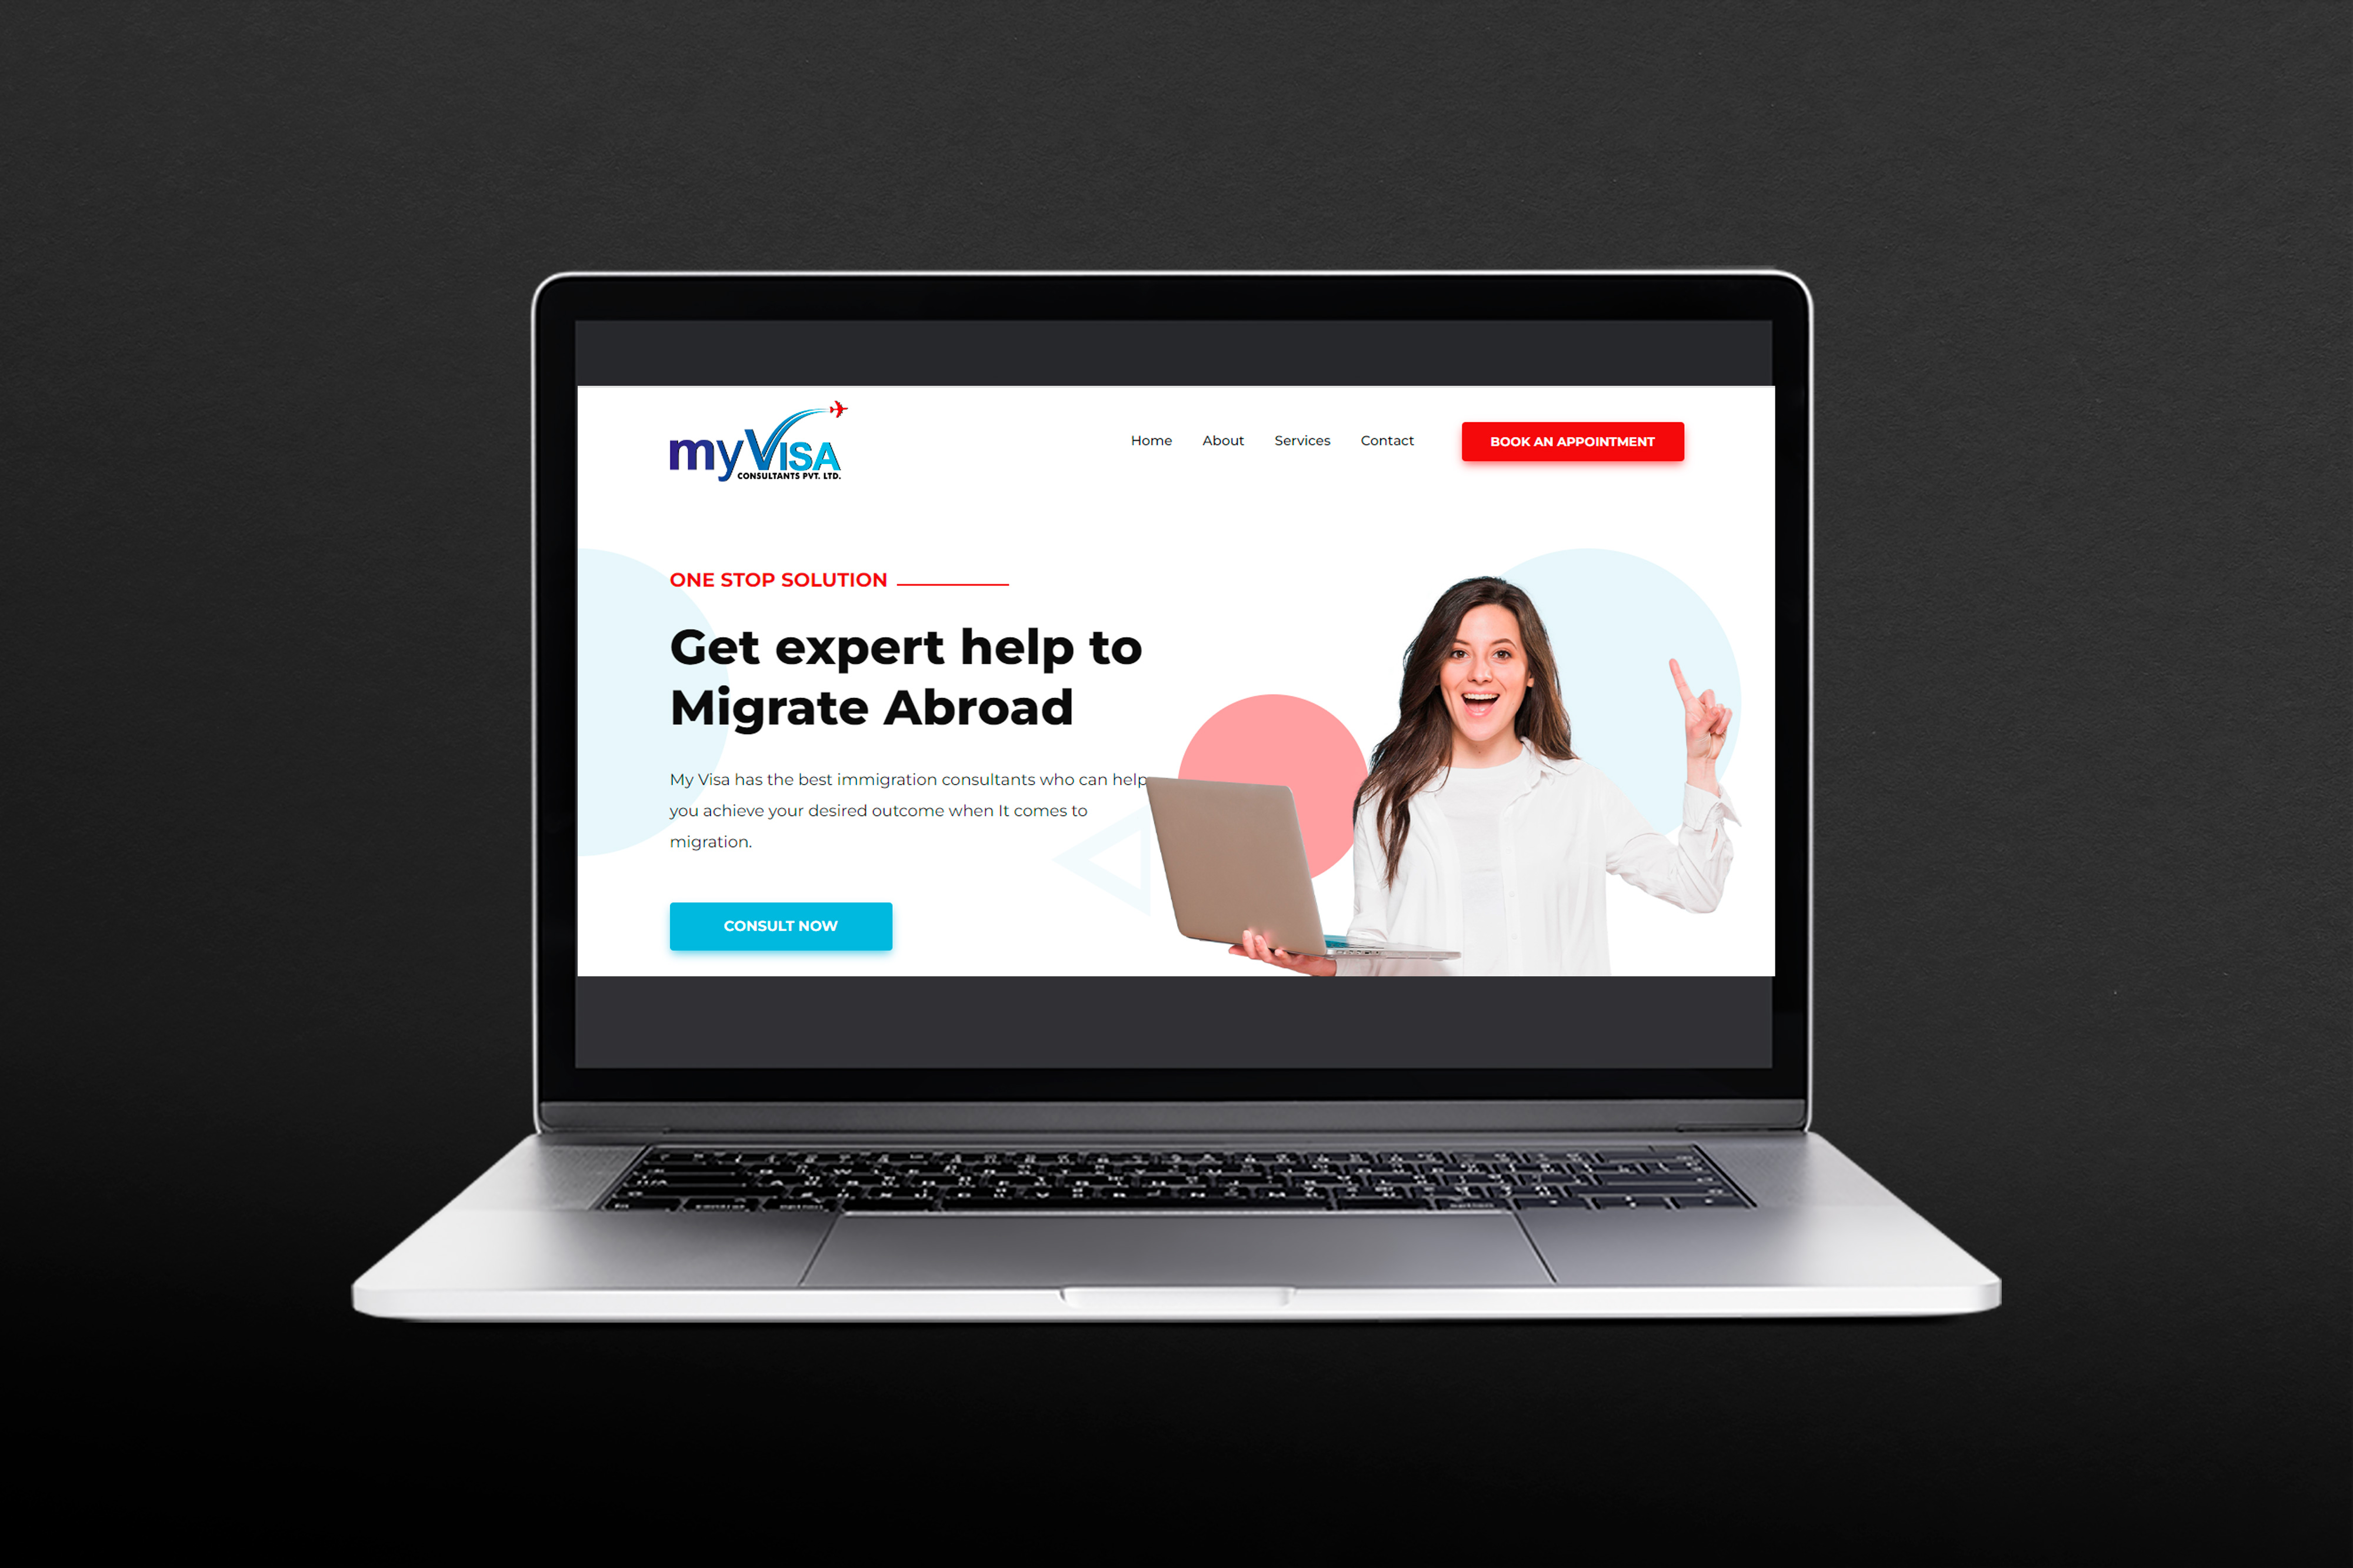 myVISA
CONSULTANTS PVT. LTD.
Home About Services Contact BOOK AN APPOINTMENT
ONE STOP SOLUTION
Get expert help to
Migrate Abroad
My Visa has the best immigration consultants who can help
you achieve your desired outcome when It comes to
migration.
CONSULT NOW